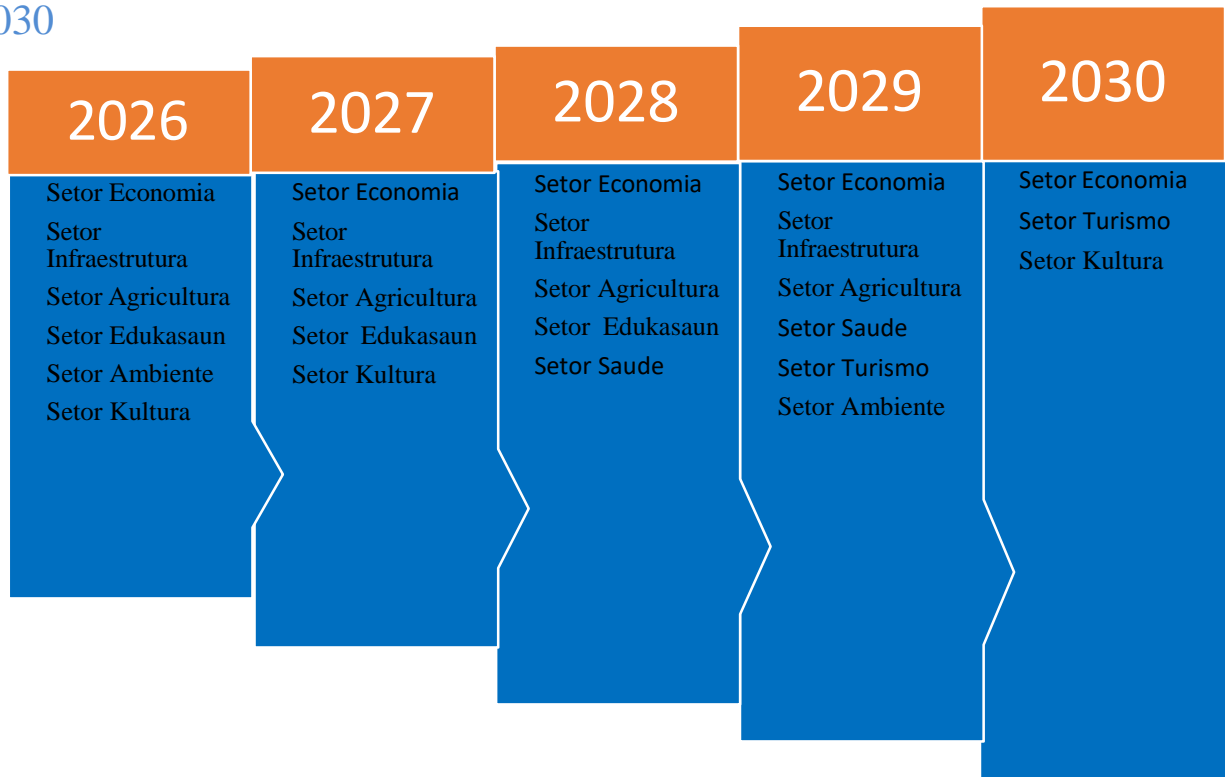 030
2026
Setor Economia
Setor
Infraestrutura
Setor Agricultura
Setor Edukasaun
Setor Ambiente
Setor Kultura
2027
Setor Economia
Setor
Infraestrutura
Setor Agricultura
Setor Edukasaun
Setor Kultura
2028
Setor Economia
Setor
Infraestrutura
Setor Agricultura
Setor Edukasaun
Setor Saude
2029
Setor Economia
Setor
Infraestrutura
Setor Agricultura
Setor Saude
Setor Turismo
Setor Ambiente
2030
Setor Economia
Setor Turismo
Setor Kultura